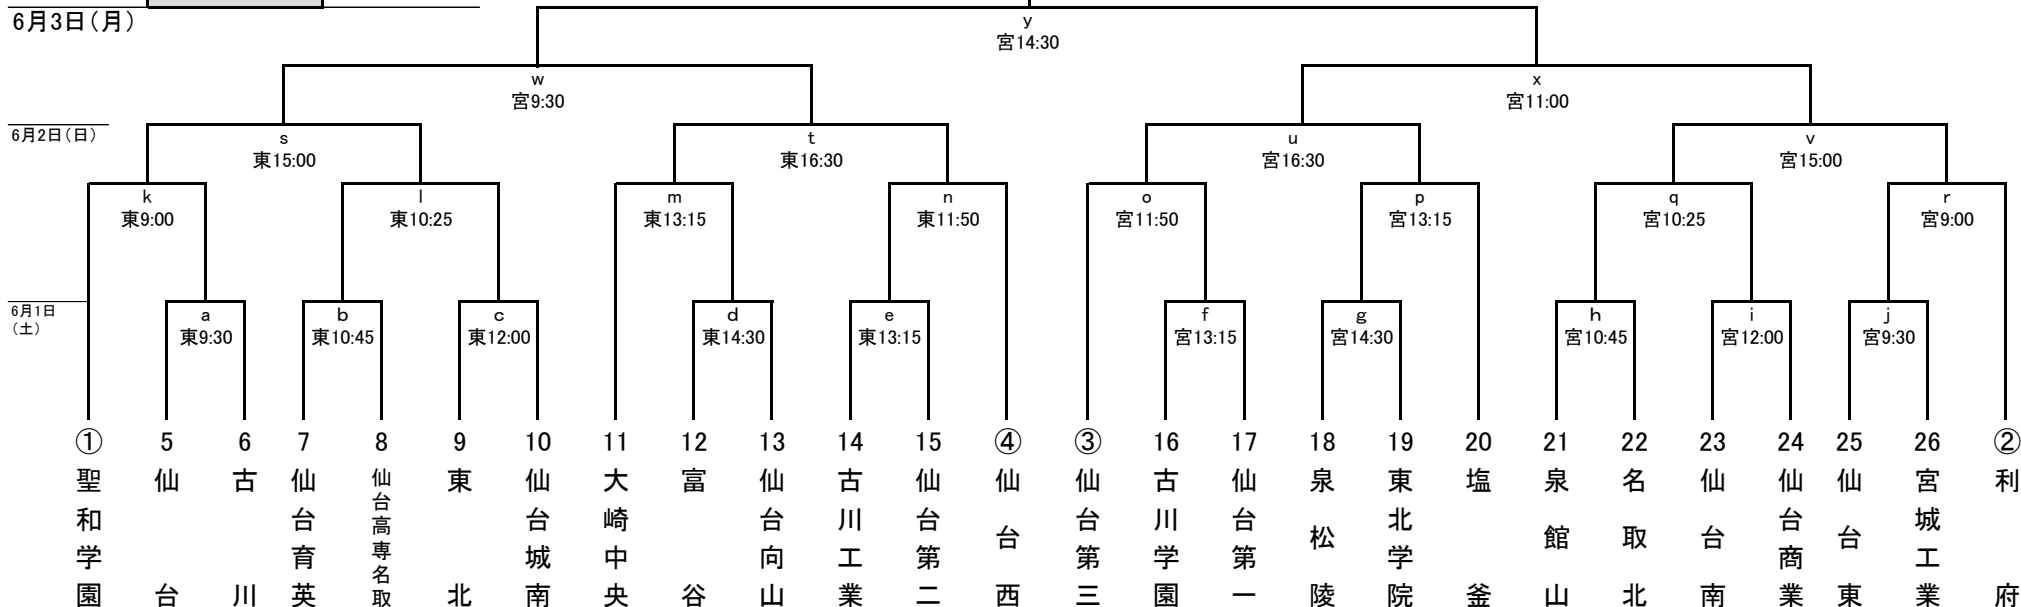 6月3日（月）
y
宮14:30
w
宮9:30
x
宮11:00
6月2日（日）
s
東15:00
t
東16:30
u
宮16:30
v
宮15:00
k
東9:00
l
東10:25
m
東13:15
n
東11:50
o
宮11:50
p
宮13:15
q
宮10:25
r
宮9:00
6月1日
（土）
a
東9:30
b
東10:45
c
東12:00
d
東14:30
e
東13:15
f
宮13:15
g
宮14:30
h
宮10:45
i
宮12:00
j
宮9:30
①
聖和学園
5
仙台
6
古川
7
仙台育英
8
仙台高専名取
9
東北
10
仙台城南
11
大崎中央
12
富谷
13
仙台向山
14
古川工業
15
仙台第二
④
仙台西
③
仙台第三
16
古川学園
17
仙台第一
18
泉松陵
19
東北学院
20
塩釜
21
泉館山
22
名取北
23
仙台南
24
仙台商業
25
仙台東
26
宮城工業
②
利府